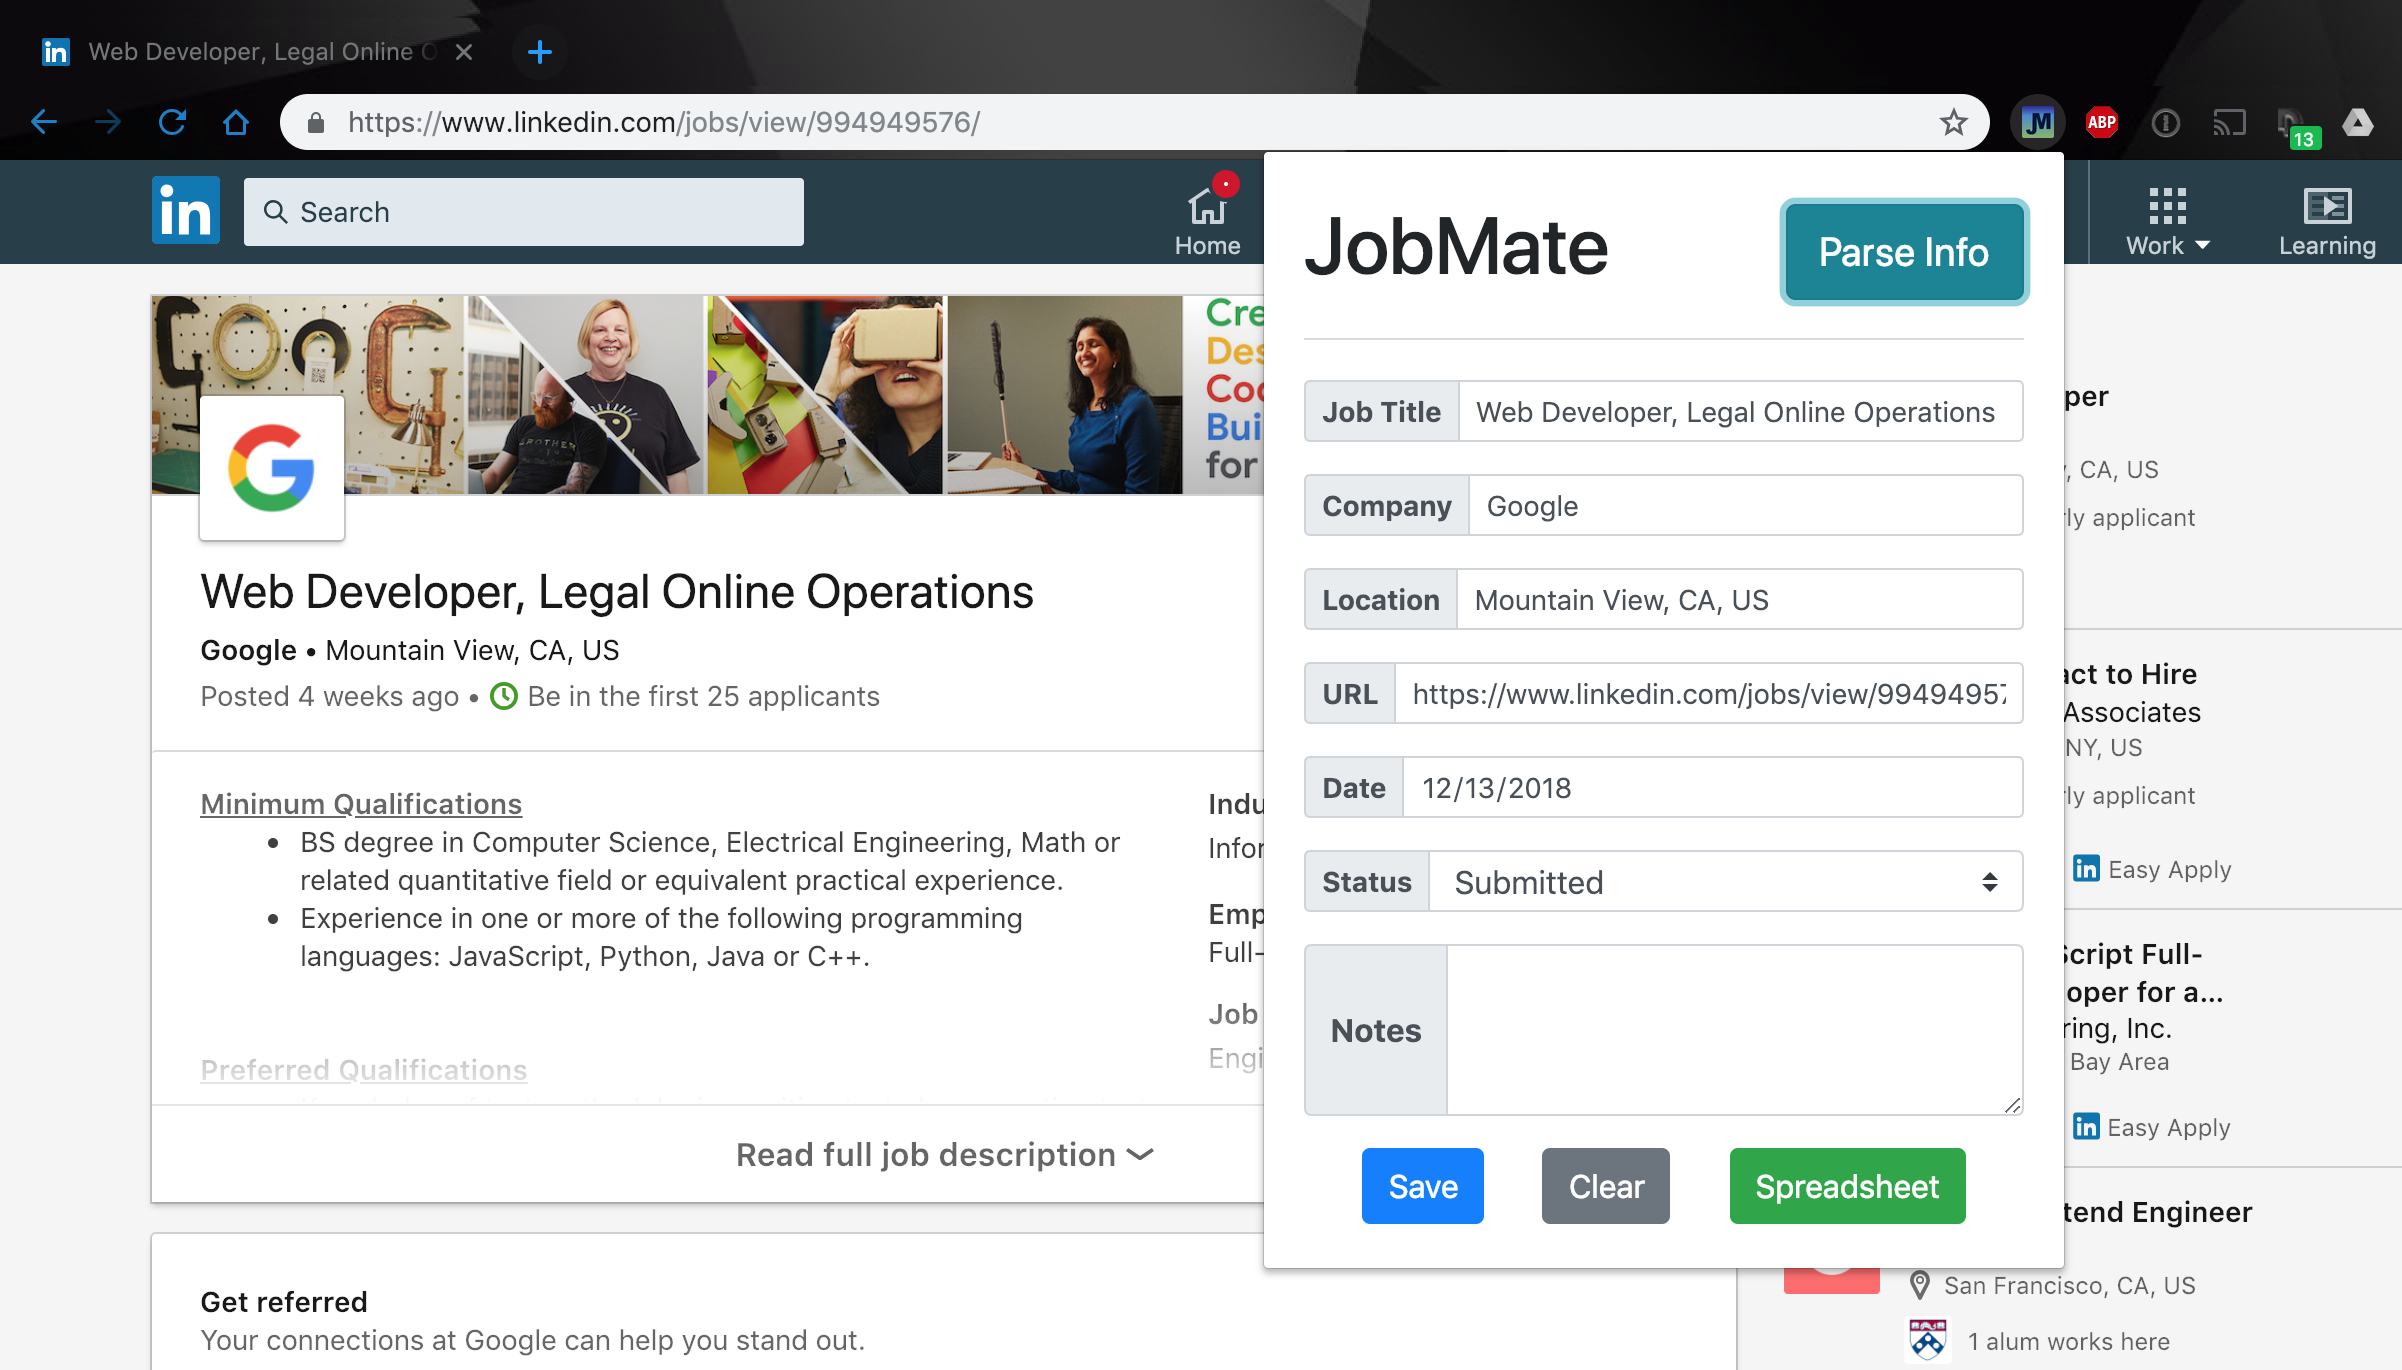 Web Developer, Legal Online O
https://www.linkedin.com/jobs/view/994949576/
JM
ABP
13
in
Search
Home
Work
Learning
Cre
Des
Coo
Bui
for
Web Developer, Legal Online Operations
Google • Mountain View, CA, US
Posted 4 weeks ago • Be in the first 25 applicants
Minimum Qualifications
• BS degree in Computer Science, Electrical Engineering, Math or
related quantitative field or equivalent practical experience.
• Experience in one or more of the following programming
languages: JavaScript, Python, Java or C++.
Preferred Qualifications
Indu
Infor
Emp
Full-
Job
Engi
Read full job description
Get referred
Your connections at Google can help you stand out.
JobMate
Parse Info
Job Title
Web Developer, Legal Online Operations
Company
Google
Location
Mountain View, CA, US
URL
https://www.linkedin.com/jobs/view/99494957
Date
12/13/2018
Status
Submitted
Notes
Save
Clear
Spreadsheet
per
, CA, US
ly applicant
act to Hire
Associates
NY, US
ly applicant
in Easy Apply
Script Full-
oper for a...
ring, Inc.
Bay Area
in Easy Apply
tend Engineer
San Francisco, CA, US
1 alum works here